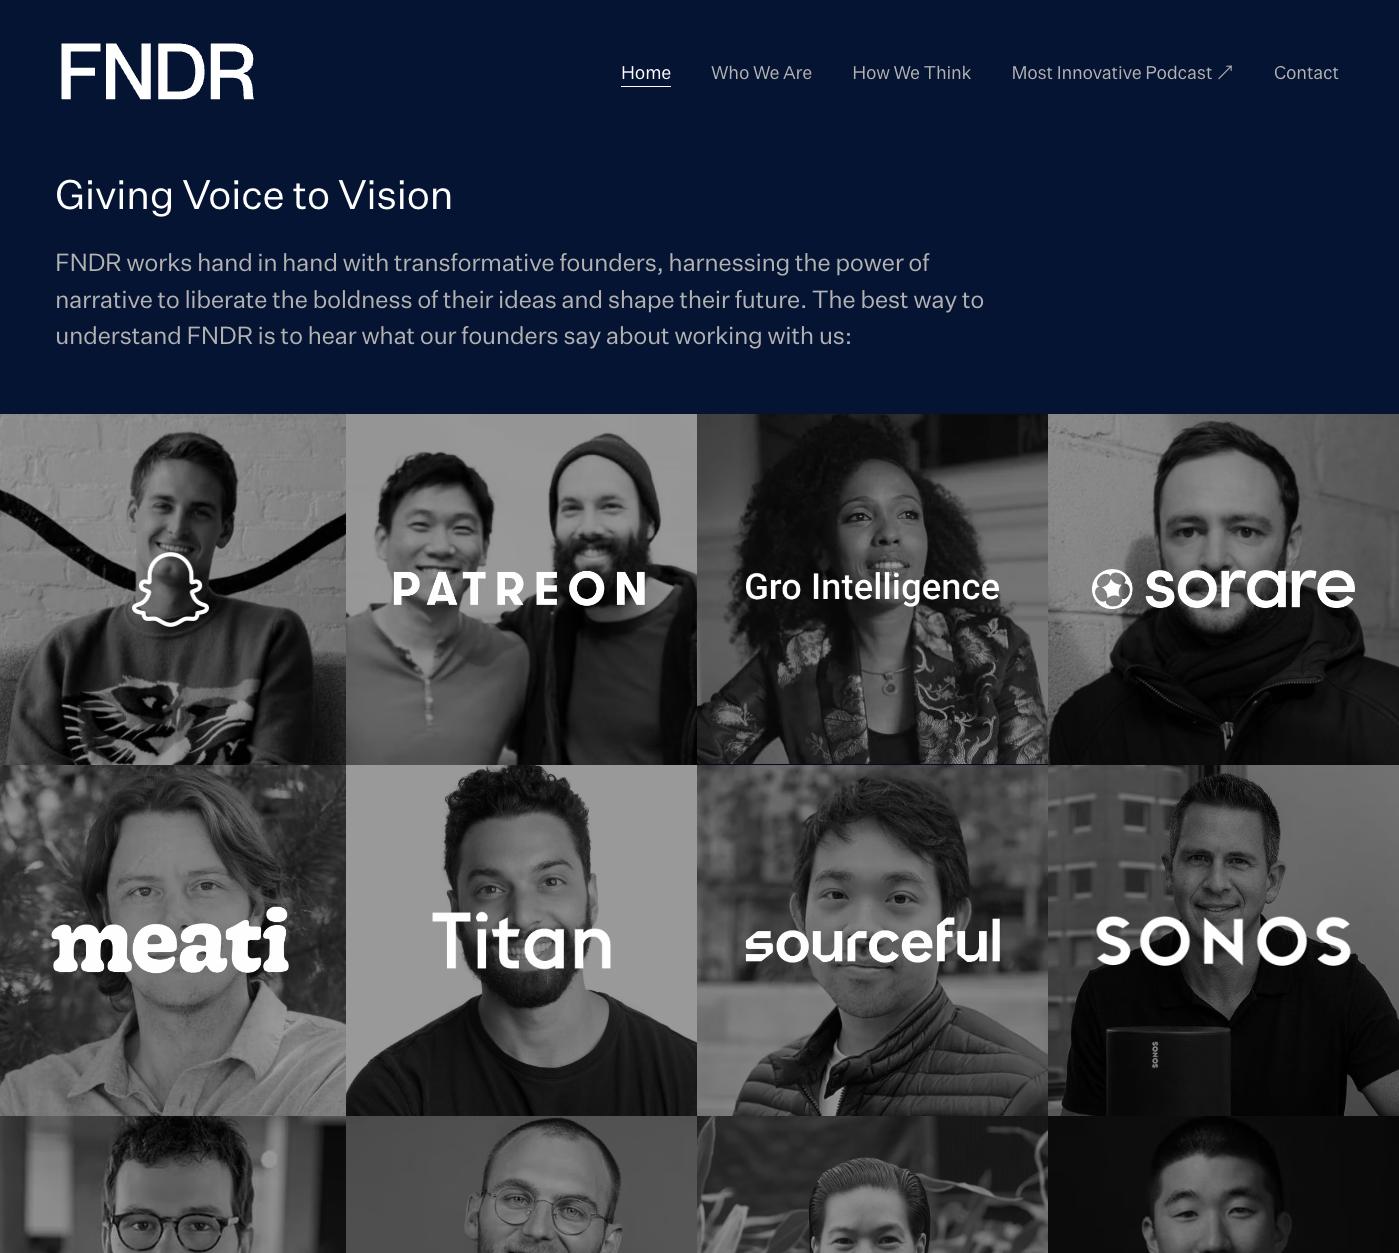 FNDR
Home
Who We Are
How We Think
Most Innovative Podcast ↗
Contact
Giving Voice to Vision
FNDR works hand in hand with transformative founders, harnessing the power of
narrative to liberate the boldness of their ideas and shape their future. The best way to
understand FNDR is to hear what our founders say about working with us:
PATREON
Gro Intelligence
sorare
meati
Titan
sourceful
SONOS
SONOS